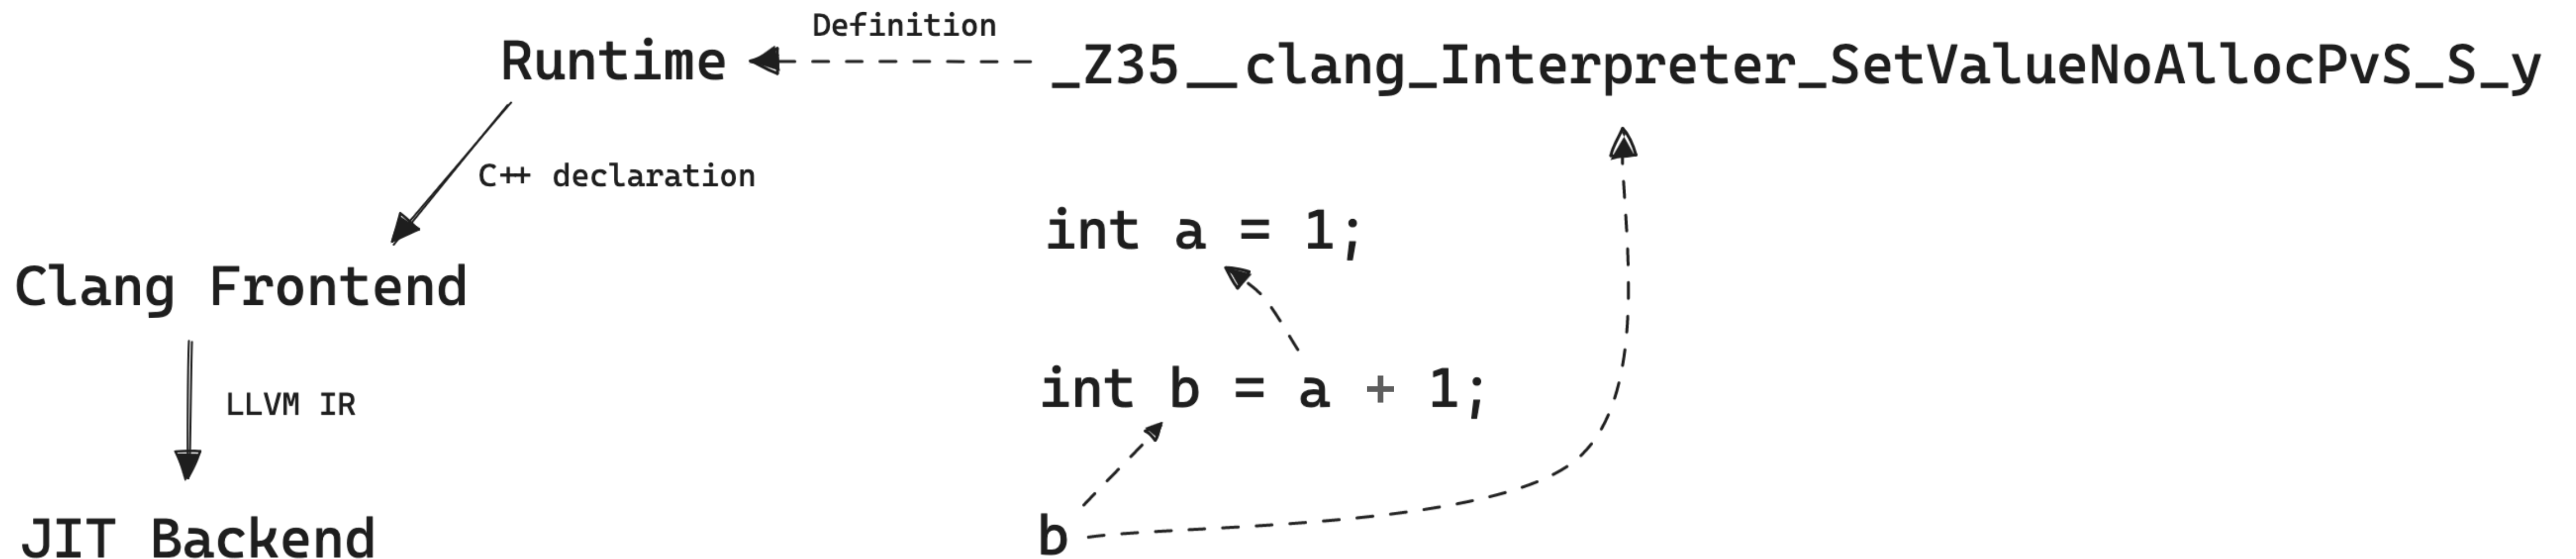 Definition
Runtime
_Z35__clang_Interpreter_SetValueNoAllocPvS_S_y
C++ declaration
int a = 1;
Clang Frontend
int b = a + 1;
LLVM IR
JIT Backend
b